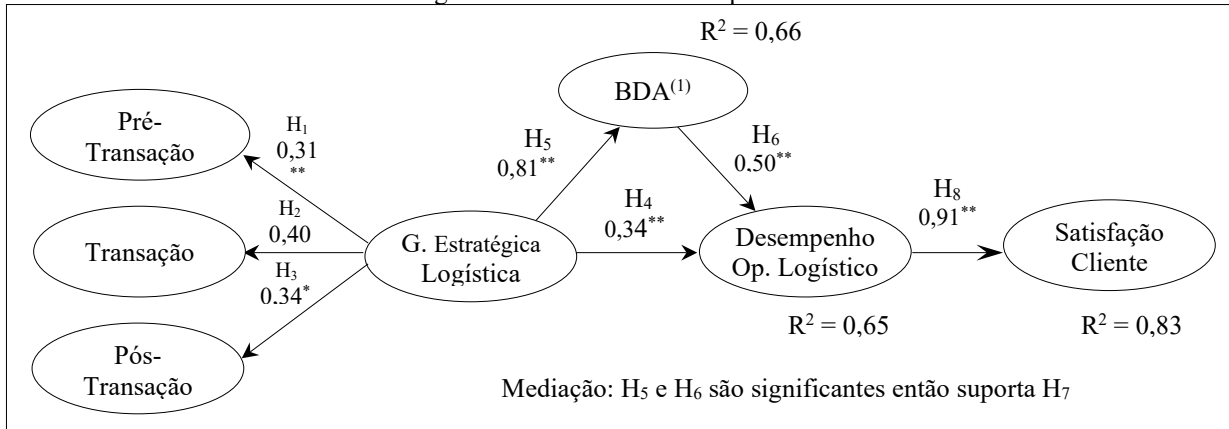 R² = 0,66
BDA⁽¹⁾
Pré-
Transação
H₁
0,31
**
H₅
0,81**
H₆
0,50**
H₂
0,40
H₄
0,34**
H₈
0,91**
Transação
G. Estratégica
Logística
Desempenho
Op. Logístico
Satisfação
Cliente
H₃
0,34*
R² = 0,65
R² = 0,83
Pós-
Transação
Mediação: H₅ e H₆ são significantes então suporta H₇